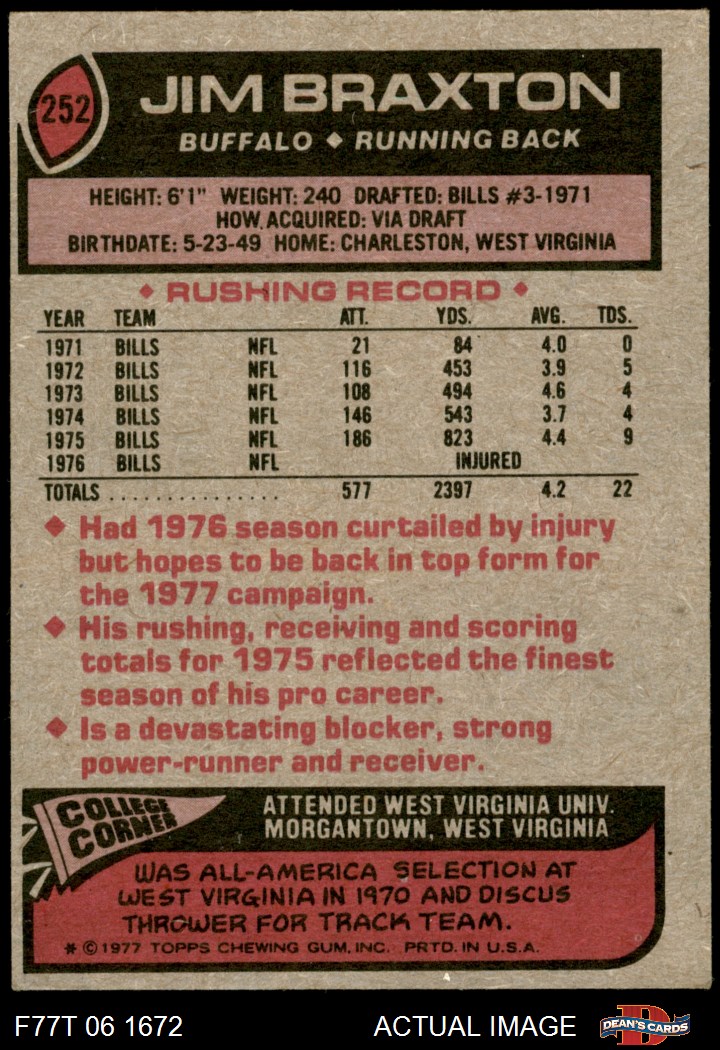 252
JIM BRAXTON
BUFFALO ◆ RUNNING BACK
HEIGHT: 6'1" WEIGHT: 240 DRAFTED: BILLS #3-1971
HOW ACQUIRED: VIA DRAFT
BIRTHDATE: 5-23-49 HOME: CHARLESTON, WEST VIRGINIA
◆ RUSHING RECORD ◆
YEAR TEAM ATT. YDS. AVG. TDS.
1971 BILLS NFL 21 84 4.0 0
1972 BILLS NFL 116 453 3.9 5
1973 BILLS NFL 108 494 4.6 4
1974 BILLS NFL 146 543 3.7 4
1975 BILLS NFL 186 823 4.4 9
1976 BILLS NFL INJURED
TOTALS ................ 577 2397 4.2 22
◆ Had 1976 season curtailed by injury
but hopes to be back in top form for
the 1977 campaign.
◆ His rushing, receiving and scoring
totals for 1975 reflected the finest
season of his pro career.
◆ Is a devastating blocker, strong
power-runner and receiver.
COLLEGE
CORNER
ATTENDED WEST VIRGINIA UNIV.
MORGANTOWN, WEST VIRGINIA
WAS ALL-AMERICA SELECTION AT
WEST VIRGINIA IN 1970 AND DISCUS
THROWER FOR TRACK TEAM.
* © 1977 TOPPS CHEWING GUM, INC. PRTD. IN U.S.A.
F77T 06 1672 ACTUAL IMAGE D DEAN'S CARDS